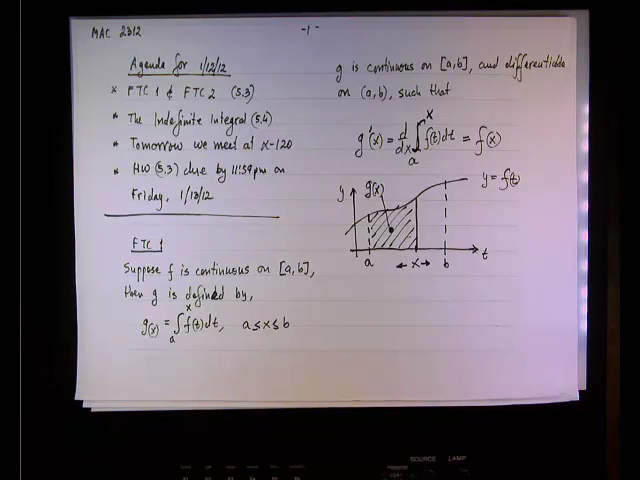 MAC 2312
-1-
Agenda for 1/12/12
* FTC 1 & FTC 2 (5.3)
* The Indefinite Integral (5.4)
* Tomorrow we meet at X-120
* HW (5.3) due by 11:59pm on
Friday, 1/13/12
FTC 1
Suppose f is continuous on [a,b],
then g is defined by,
g(x) = ∫ₐˣ f(t)dt, a ≤ x ≤ b
g is continuous on [a,b], and differentiable
on (a,b), such that
g'(x) = d/dx ∫ₐˣ f(t)dt = f(x)
y g(x) y = f(t)
a ← x → b t
SOURCE LAMP